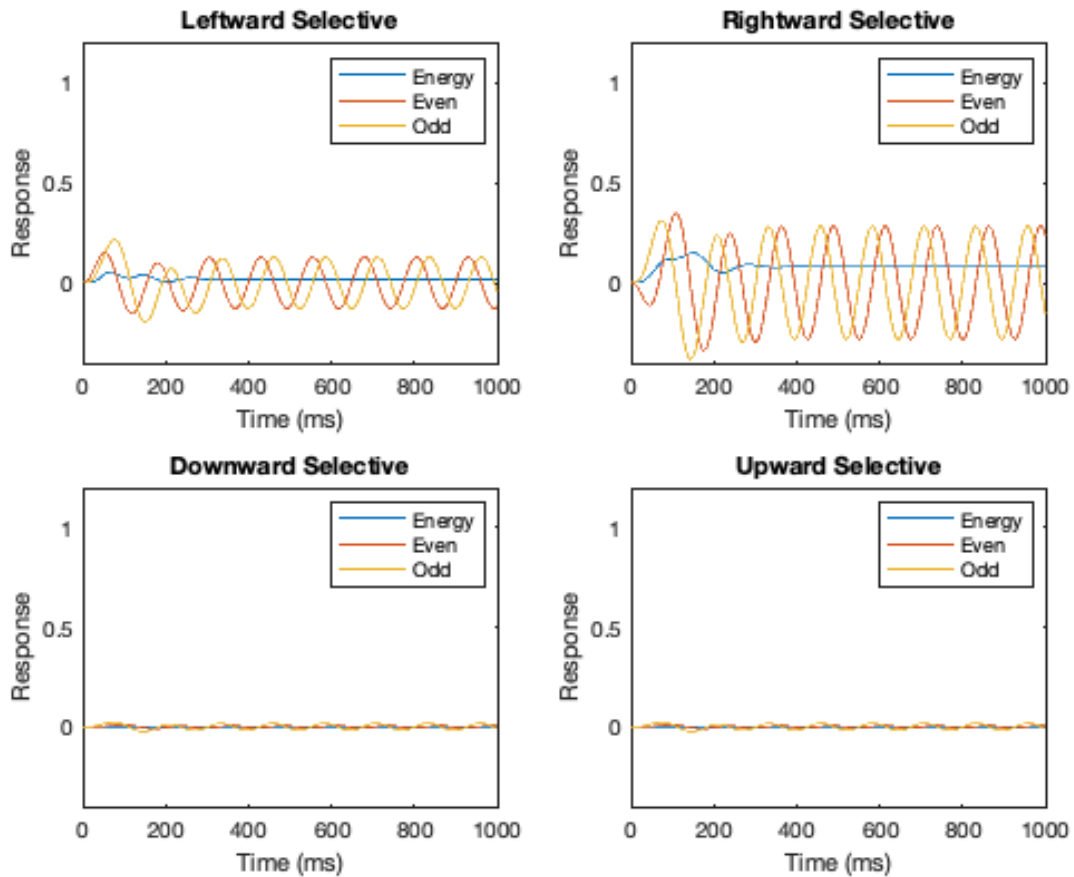 Leftward Selective
Energy
Even
Odd
1
0.5
0
Response
0 200 400 600 800 1000
Time (ms)
Rightward Selective
Energy
Even
Odd
1
0.5
0
Response
0 200 400 600 800 1000
Time (ms)
Downward Selective
Energy
Even
Odd
1
0.5
0
Response
0 200 400 600 800 1000
Time (ms)
Upward Selective
Energy
Even
Odd
1
0.5
0
Response
0 200 400 600 800 1000
Time (ms)